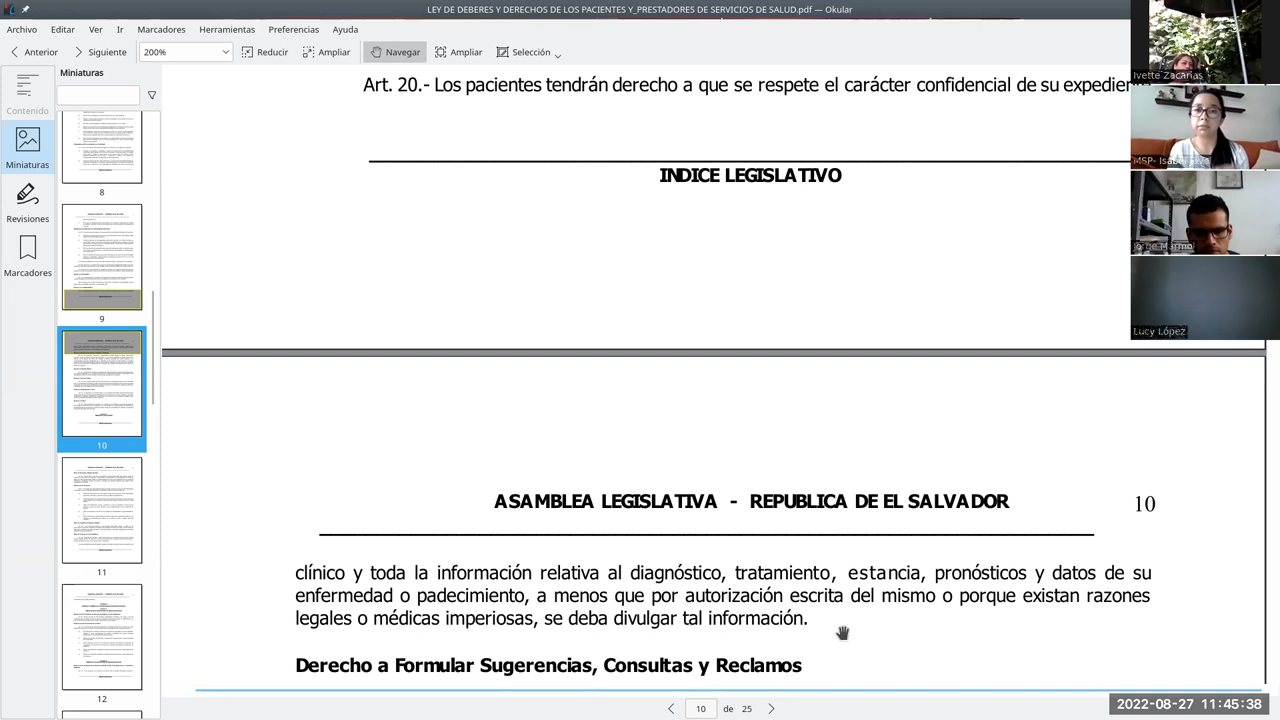 LEY DE DEBERES Y DERECHOS DE LOS PACIENTES Y_PRESTADORES DE SERVICIOS DE SALUD.pdf — Okular
Archivo Editar Ver Ir Marcadores Herramientas Preferencias Ayuda
Anterior Siguiente 200% Reducir Ampliar Navegar Ampliar Selección
Miniaturas
Contenido
Miniaturas
Revisiones
Marcadores
8
9
10
11
12
Art. 20.- Los pacientes tendrán derecho a que se respete el carácter confidencial de su expediente
INDICE LEGISLATIVO
ASAMBLEA LEGISLATIVA - REPUBLICA DE EL SALVADOR 10
clínico y toda la información relativa al diagnóstico, tratamiento, estancia, pronósticos y datos de su
enfermedad o padecimiento, a menos que por autorización escrita del mismo o porque existan razones
legales o médicas imperiosas, se deba divulgar tal información.
Derecho a Formular Sugerencias, Consultas y Reclamos
10 de 25
Ivette Zacarías
MSP- Isabel
Jorge Marmol
Lucy López
2022-08-27 11:45:38